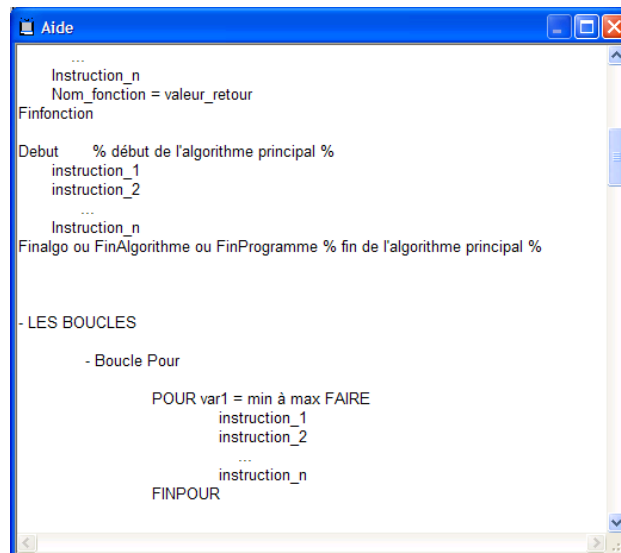 Aide
...
Instruction_n
Nom_fonction = valeur_retour
Finfonction
Debut % début de l'algorithme principal %
instruction_1
instruction_2
...
Instruction_n
Finalgo ou FinAlgorithme ou FinProgramme % fin de l'algorithme principal %
- LES BOUCLES
- Boucle Pour
POUR var1 = min à max FAIRE
instruction_1
instruction_2
...
instruction_n
FINPOUR